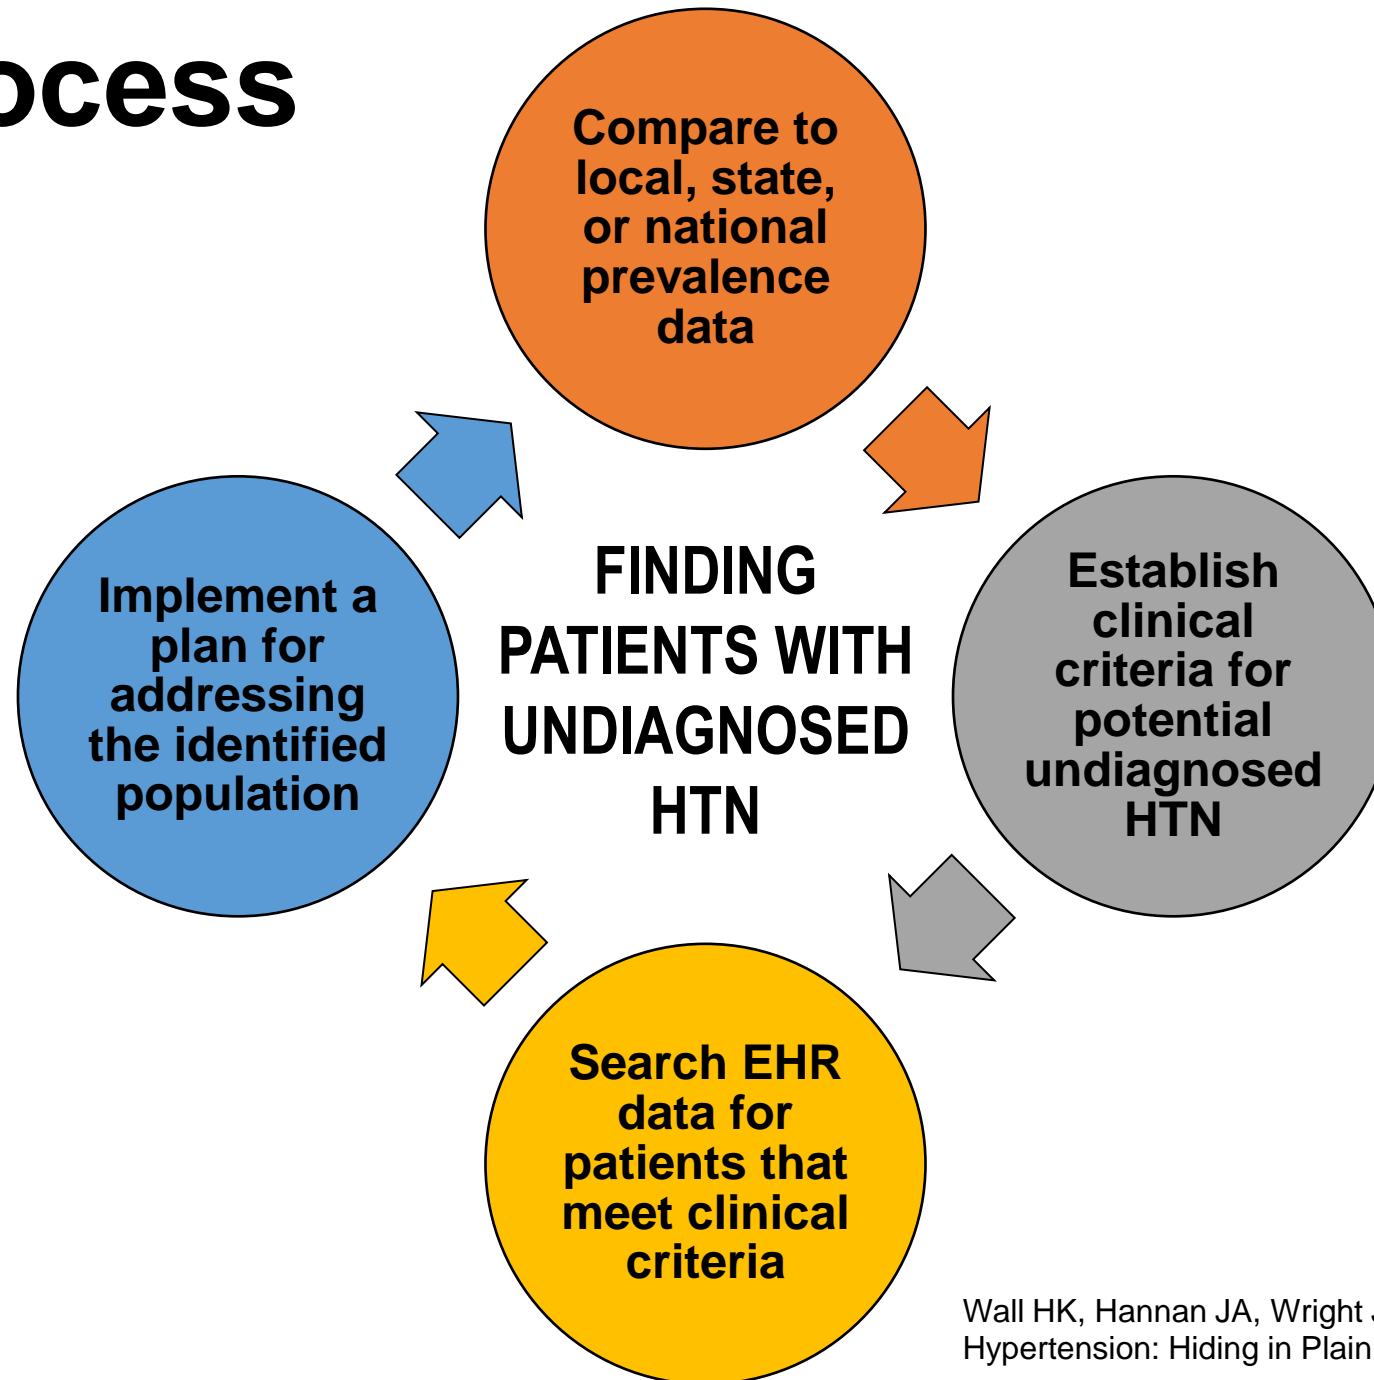 ocess
Compare to
local, state,
or national
prevalence
data
Establish
clinical
criteria for
potential
undiagnosed
HTN
Search EHR
data for
patients that
meet clinical
criteria
Implement a
plan for
addressing
the identified
population
FINDING
PATIENTS WITH
UNDIAGNOSED
HTN
Wall HK, Hannan JA, Wright J
Hypertension: Hiding in Plain